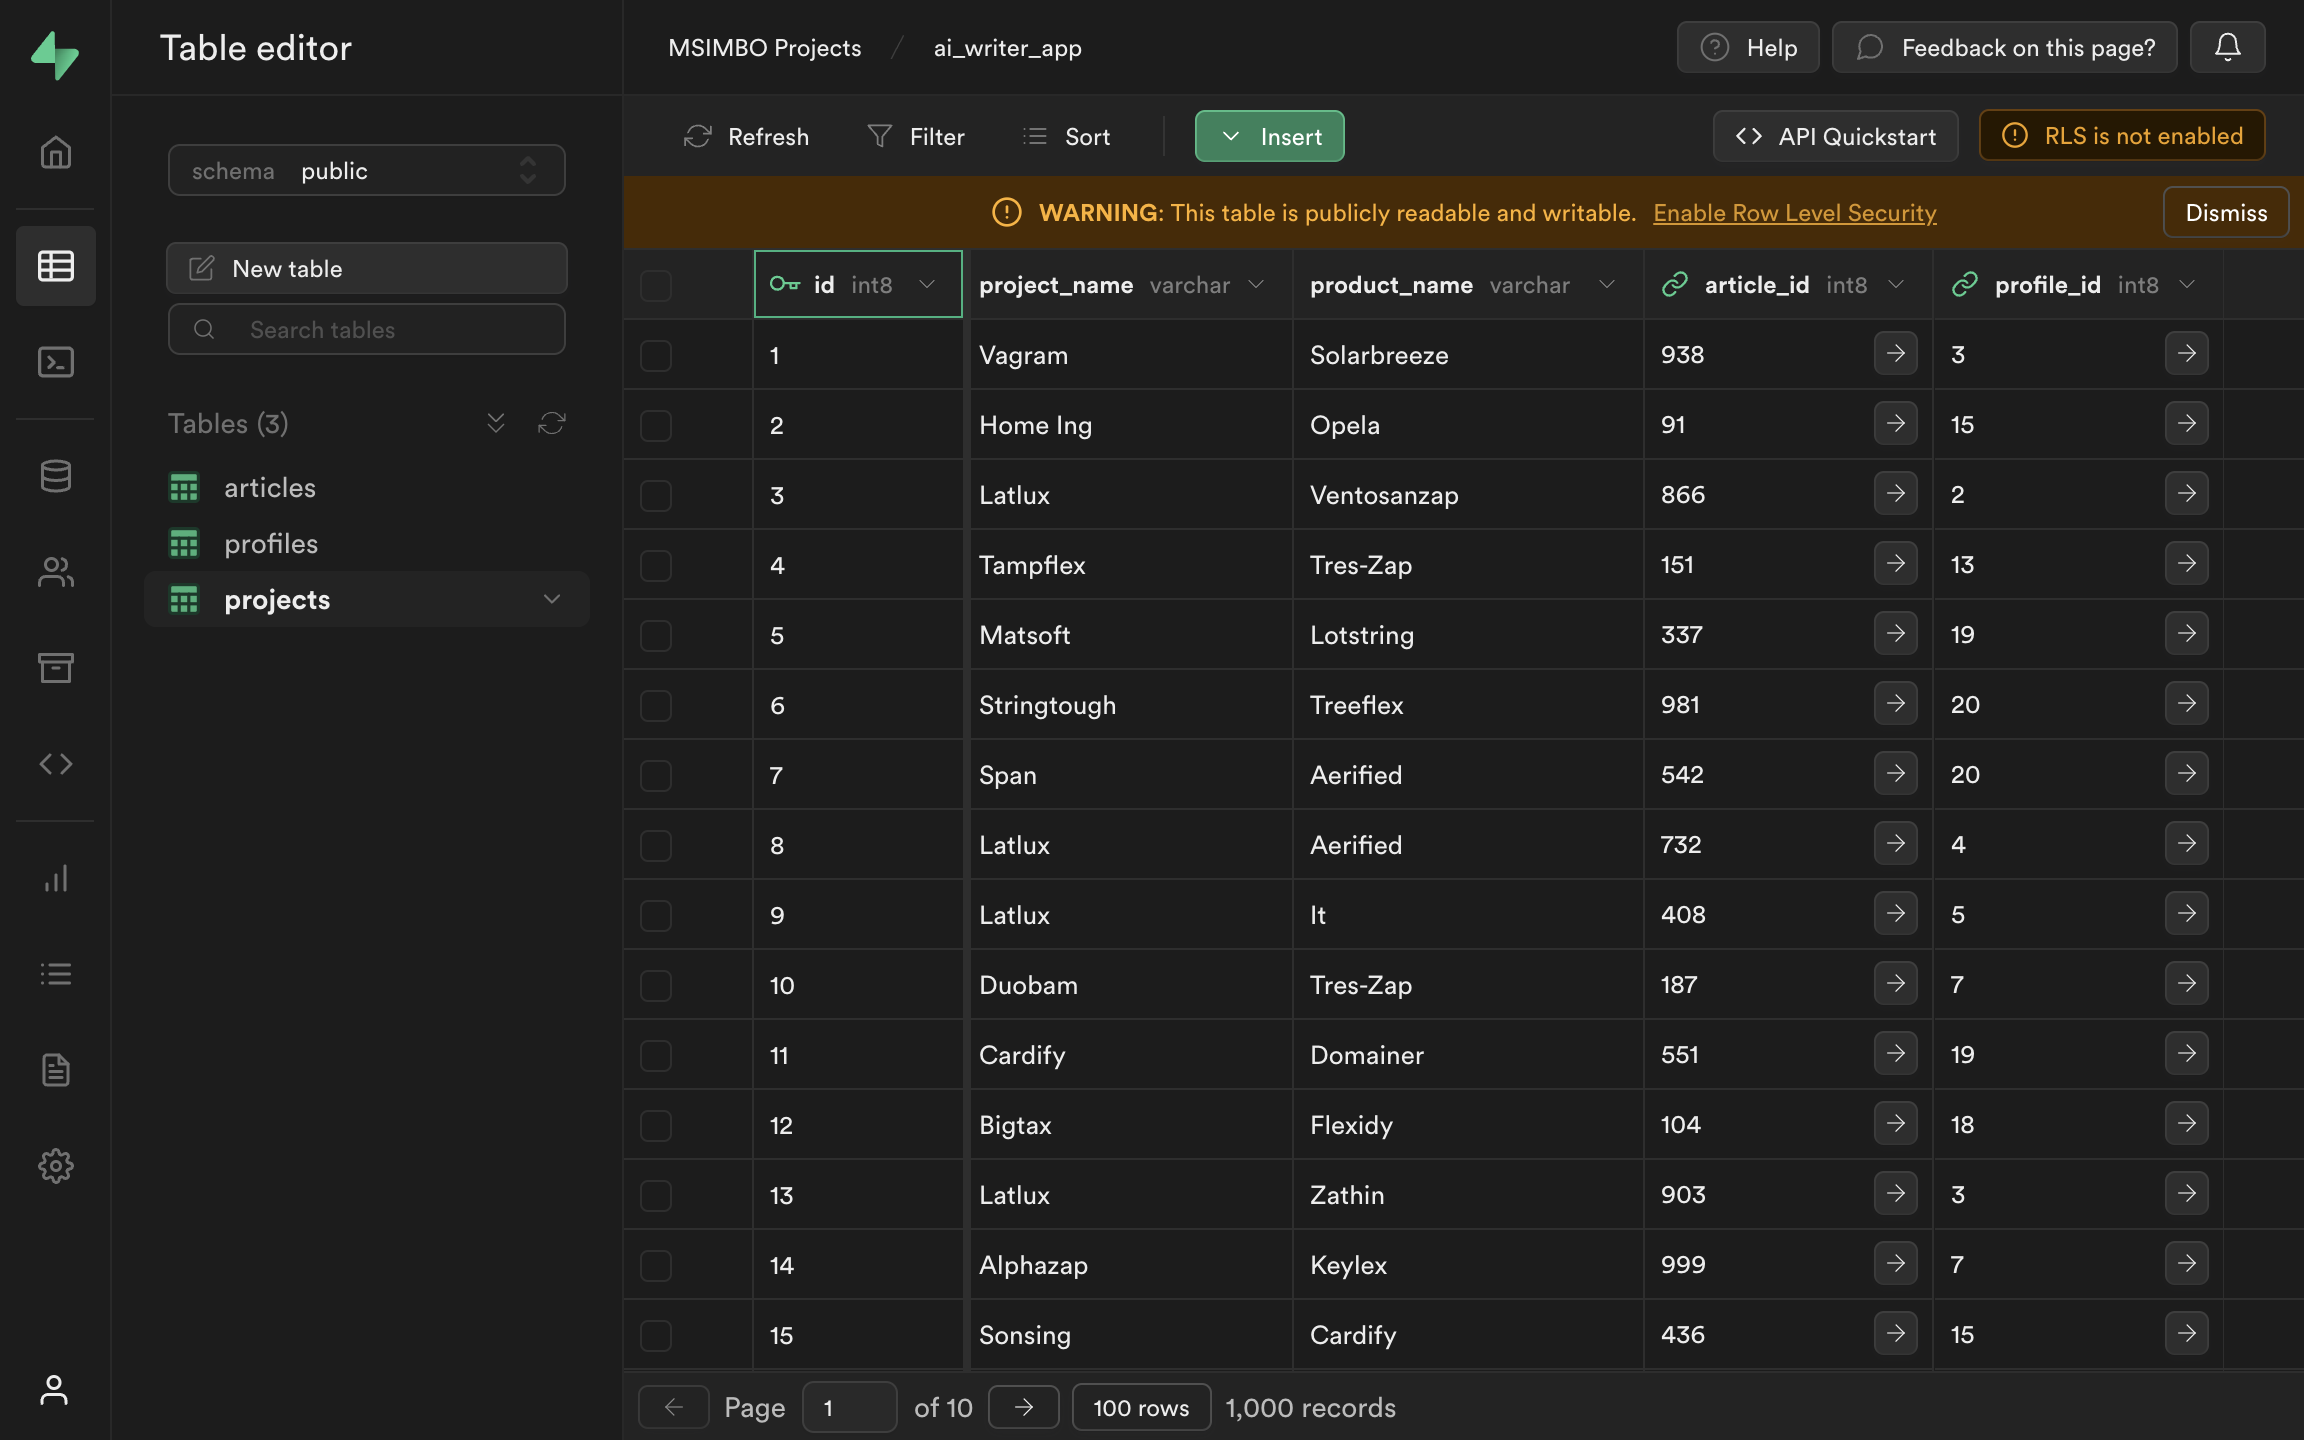 Table editor
MSIMBO Projects / ai_writer_app
Help
Feedback on this page?
schema public
New table
Search tables
Tables (3)
articles
profiles
projects
Refresh Filter Sort Insert
API Quickstart
RLS is not enabled
WARNING: This table is publicly readable and writable. Enable Row Level Security
Dismiss
id int8 project_name varchar product_name varchar article_id int8 profile_id int8
1 Vagram Solarbreeze 938 3
2 Home Ing Opela 91 15
3 Latlux Ventosanzap 866 2
4 Tampflex Tres-Zap 151 13
5 Matsoft Lotstring 337 19
6 Stringtough Treeflex 981 20
7 Span Aerified 542 20
8 Latlux Aerified 732 4
9 Latlux It 408 5
10 Duobam Tres-Zap 187 7
11 Cardify Domainer 551 19
12 Bigtax Flexidy 104 18
13 Latlux Zathin 903 3
14 Alphazap Keylex 999 7
15 Sonsing Cardify 436 15
Page 1 of 10 100 rows 1,000 records